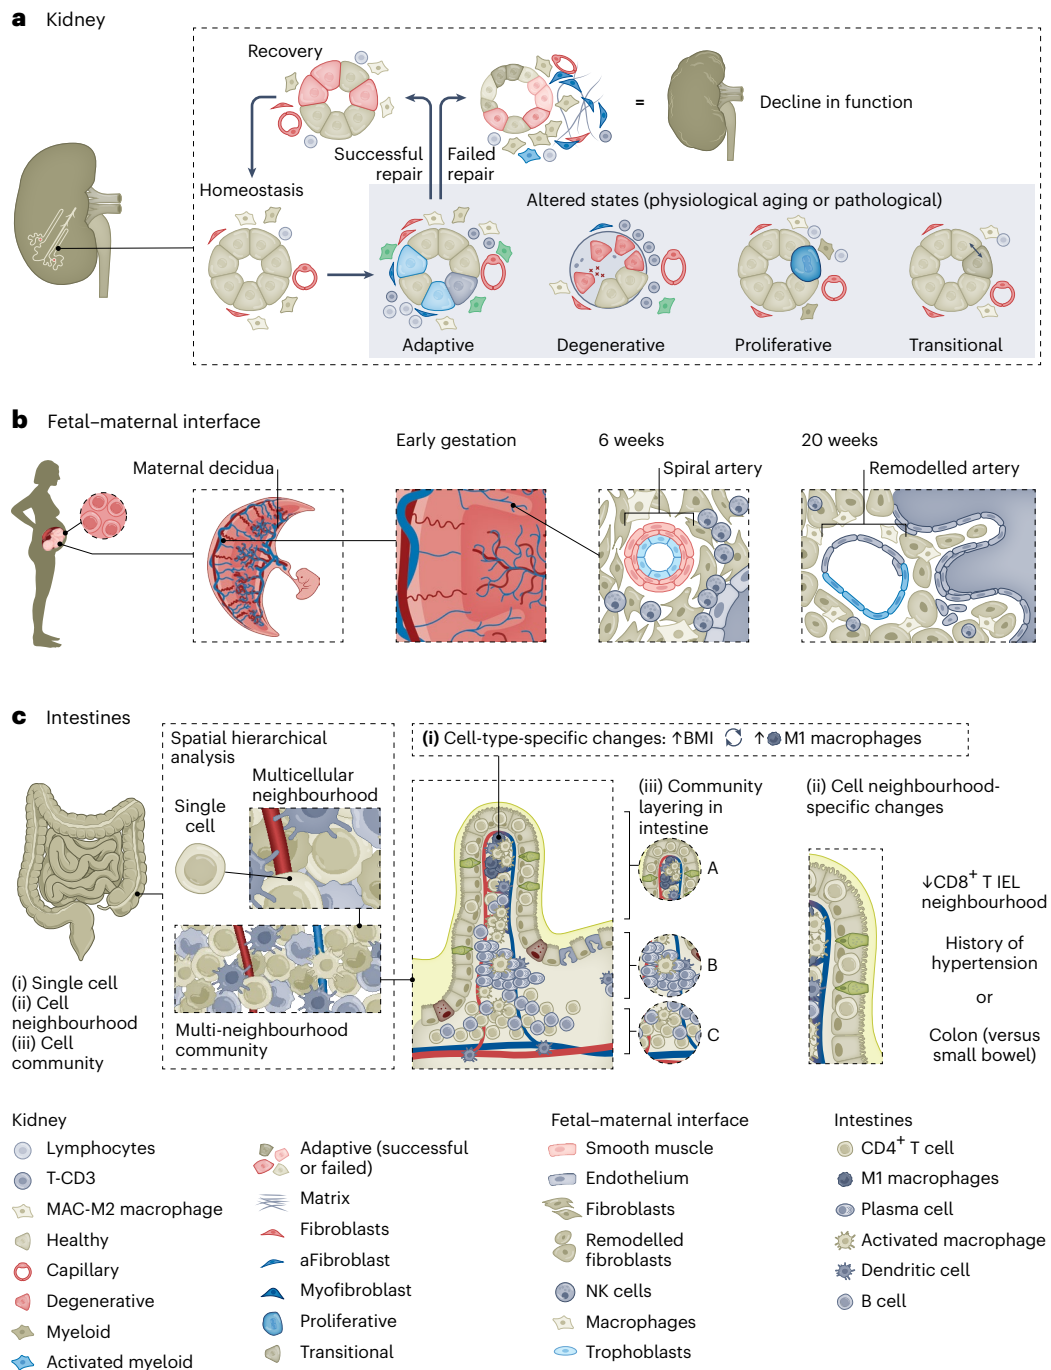 a Kidney
Recovery
Successful
repair
Failed
repair
=
Decline in function
Homeostasis
Altered states (physiological aging or pathological)
Adaptive
Degenerative
Proliferative
Transitional
b Fetal–maternal interface
Early gestation
6 weeks
20 weeks
Maternal decidua
Spiral artery
Remodelled artery
c Intestines
Spatial hierarchical
analysis
Single
cell
Multicellular
neighbourhood
Multi-neighbourhood
community
(i) Single cell
(ii) Cell
neighbourhood
(iii) Cell
community
(i) Cell-type-specific changes: ↑BMI ↑ M1 macrophages
(iii) Community
layering in
intestine
A
B
C
(ii) Cell neighbourhood-
specific changes
↓CD8+ T IEL
neighbourhood
History of
hypertension
or
Colon (versus
small bowel)
Kidney
Lymphocytes
T-CD3
MAC-M2 macrophage
Healthy
Capillary
Degenerative
Myeloid
Activated myeloid
Adaptive (successful
or failed)
Matrix
Fibroblasts
aFibroblast
Myofibroblast
Proliferative
Transitional
Fetal–maternal interface
Smooth muscle
Endothelium
Fibroblasts
Remodelled
fibroblasts
NK cells
Macrophages
Trophoblasts
Intestines
CD4+ T cell
M1 macrophages
Plasma cell
Activated macrophage
Dendritic cell
B cell